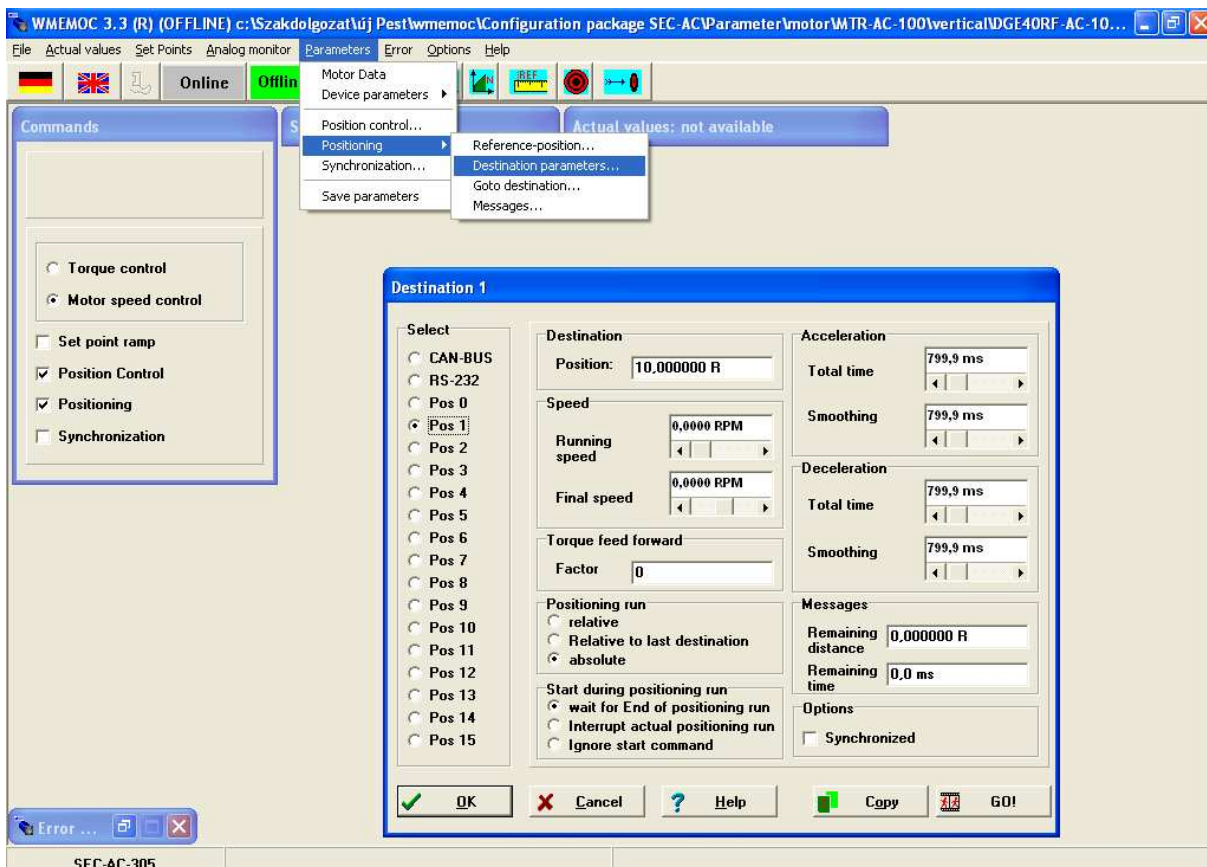 WMEMOC 3.3 (R) (OFFLINE) c:\Szakdolgozat\új Pest\wmemoc\Configuration package SEC-AC\Parameter\motor\MTR-AC-100\vertical\DGE40RF-AC-10...
File Actual values Set Points Analog monitor Parameters Error Options Help
Online Offlin
REF
Motor Data
Device parameters
Position control...
Positioning
Synchronization...
Save parameters
Reference-position...
Destination parameters...
Goto destination...
Messages...
Commands
S
Actual values: not available
Torque control
Motor speed control
Set point ramp
Position Control
Positioning
Synchronization
Destination 1
Select
CAN-BUS
RS-232
Pos 0
Pos 1
Pos 2
Pos 3
Pos 4
Pos 5
Pos 6
Pos 7
Pos 8
Pos 9
Pos 10
Pos 11
Pos 12
Pos 13
Pos 14
Pos 15
Destination
Position: 10,000000 R
Speed
Running speed
0,0000 RPM
Final speed
0,0000 RPM
Torque feed forward
Factor 0
Positioning run
relative
Relative to last destination
absolute
Start during positioning run
wait for End of positioning run
Interrupt actual positioning run
Ignore start command
Acceleration
Total time
799,9 ms
Smoothing
799,9 ms
Deceleration
Total time
799,9 ms
Smoothing
799,9 ms
Messages
Remaining distance
0,000000 R
Remaining time
0,0 ms
Options
Synchronized
OK Cancel Help Copy GO!
Error ...
SEC-AC-305